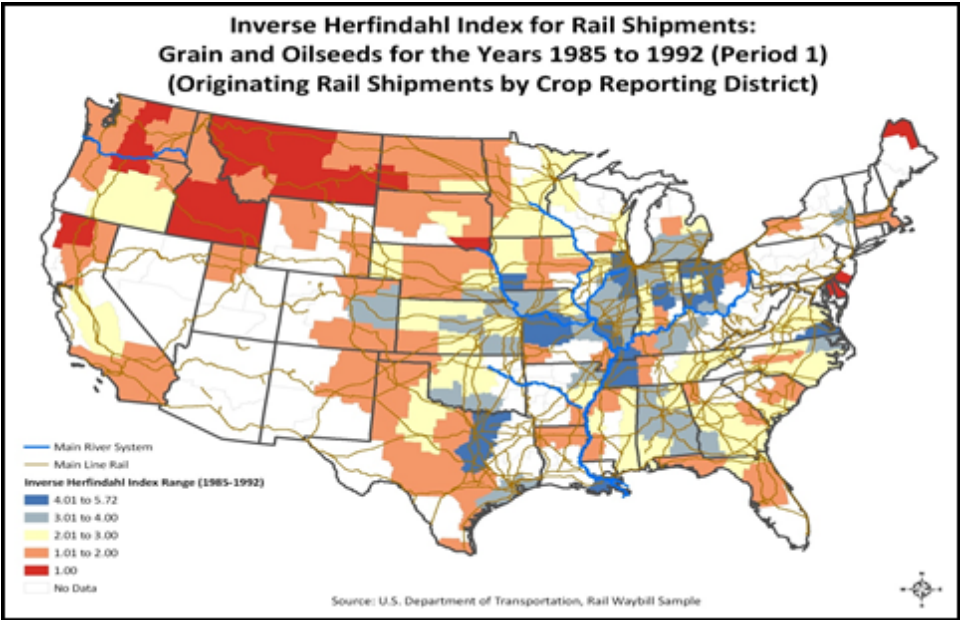 Inverse Herfindahl Index for Rail Shipments:
Grain and Oilseeds for the Years 1985 to 1992 (Period 1)
(Originating Rail Shipments by Crop Reporting District)
Main River System
Main Line Rail
Inverse Herfindahl Index Range (1985-1992)
4.01 to 5.72
3.01 to 4.00
2.01 to 3.00
1.01 to 2.00
1.00
No Data
Source: U.S. Department of Transportation, Rail Waybill Sample